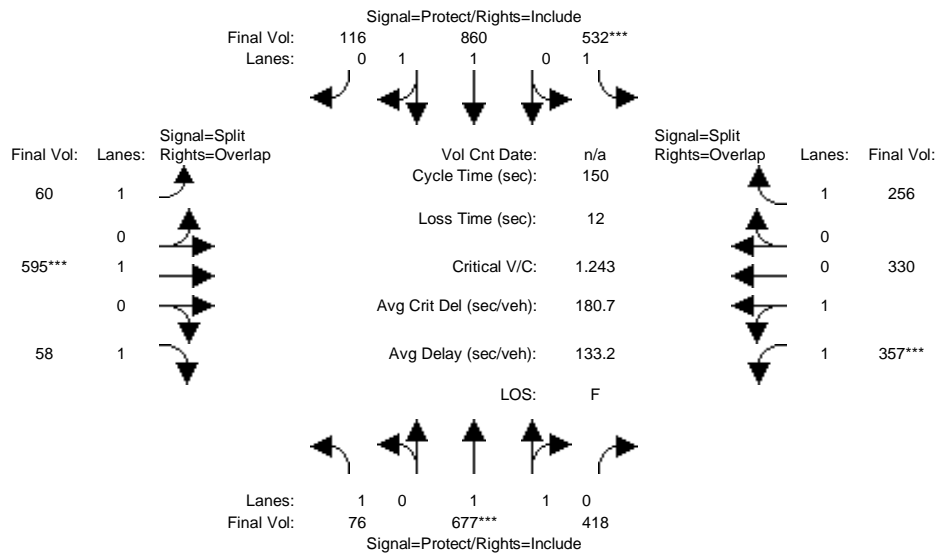 Signal=Protect/Rights=Include
Final Vol: 116 860 532***
Lanes: 0 1 1 0 1
Signal=Split
Final Vol: Lanes: Rights=Overlap
Vol Cnt Date: n/a
Signal=Split
Rights=Overlap Lanes: Final Vol:
Cycle Time (sec): 150
60 1
1 256
Loss Time (sec): 12
0
0
595*** 1
Critical V/C: 1.243
0 330
0
Avg Crit Del (sec/veh): 180.7
1
58 1
Avg Delay (sec/veh): 133.2
1 357***
LOS: F
Lanes: 1 0 1 1 0
Final Vol: 76 677*** 418
Signal=Protect/Rights=Include